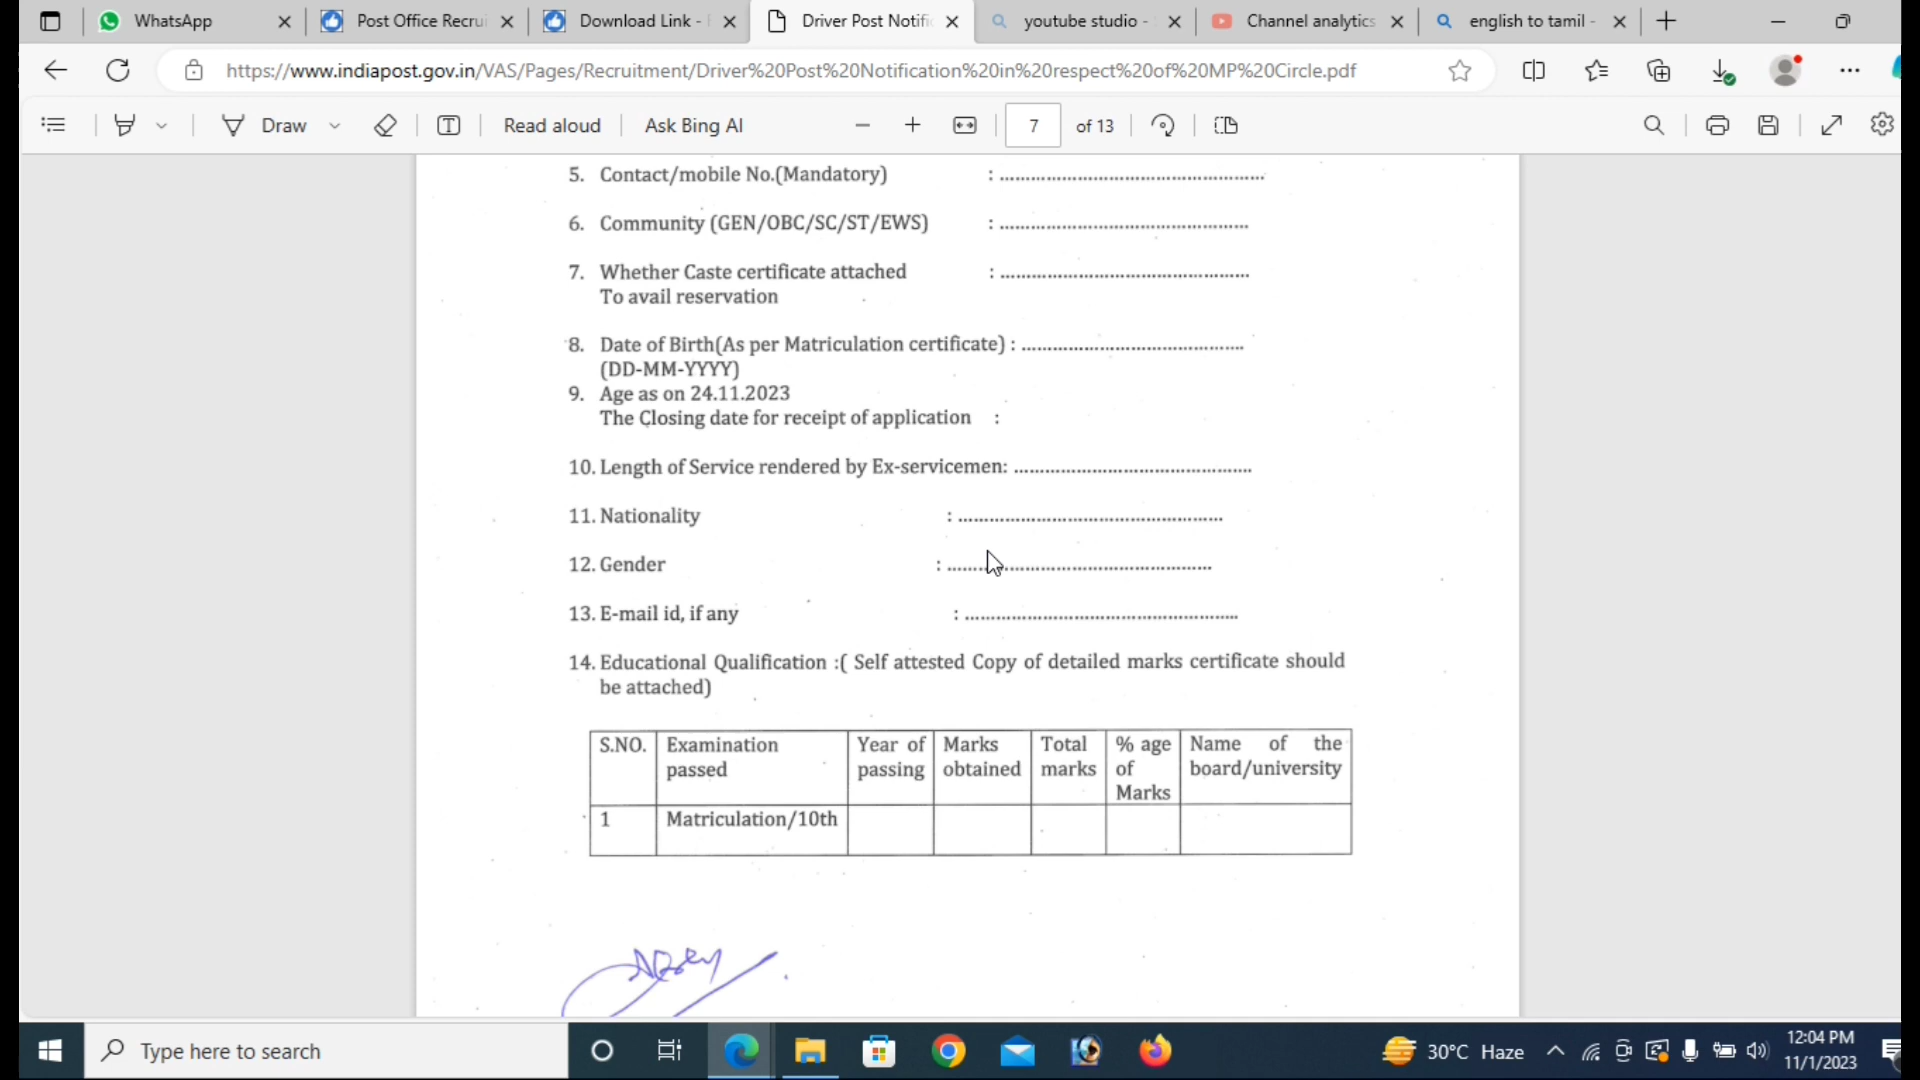 WhatsApp
Post Office Recrui
Download Link -
Driver Post Notifi
youtube studio -
Channel analytics
english to tamil -
https://www.indiapost.gov.in/VAS/Pages/Recruitment/Driver%20Post%20Notification%20in%20respect%20of%20MP%20Circle.pdf
Draw
Read aloud
Ask Bing AI
7 of 13
5. Contact/mobile No.(Mandatory) : ................................................
6. Community (GEN/OBC/SC/ST/EWS) : .............................................
7. Whether Caste certificate attached : .............................................
To avail reservation
8. Date of Birth(As per Matriculation certificate) : ........................................
(DD-MM-YYYY)
9. Age as on 24.11.2023
The Closing date for receipt of application :
10. Length of Service rendered by Ex-servicemen: ...........................................
11. Nationality : ................................................
12. Gender : ................................................
13. E-mail id, if any : .................................................
14. Educational Qualification :( Self attested Copy of detailed marks certificate should
be attached)
S.NO. Examination Year of Marks Total % age Name of the
passed passing obtained marks of board/university
Marks
1 Matriculation/10th
Type here to search
30°C Haze
12:04 PM
11/1/2023